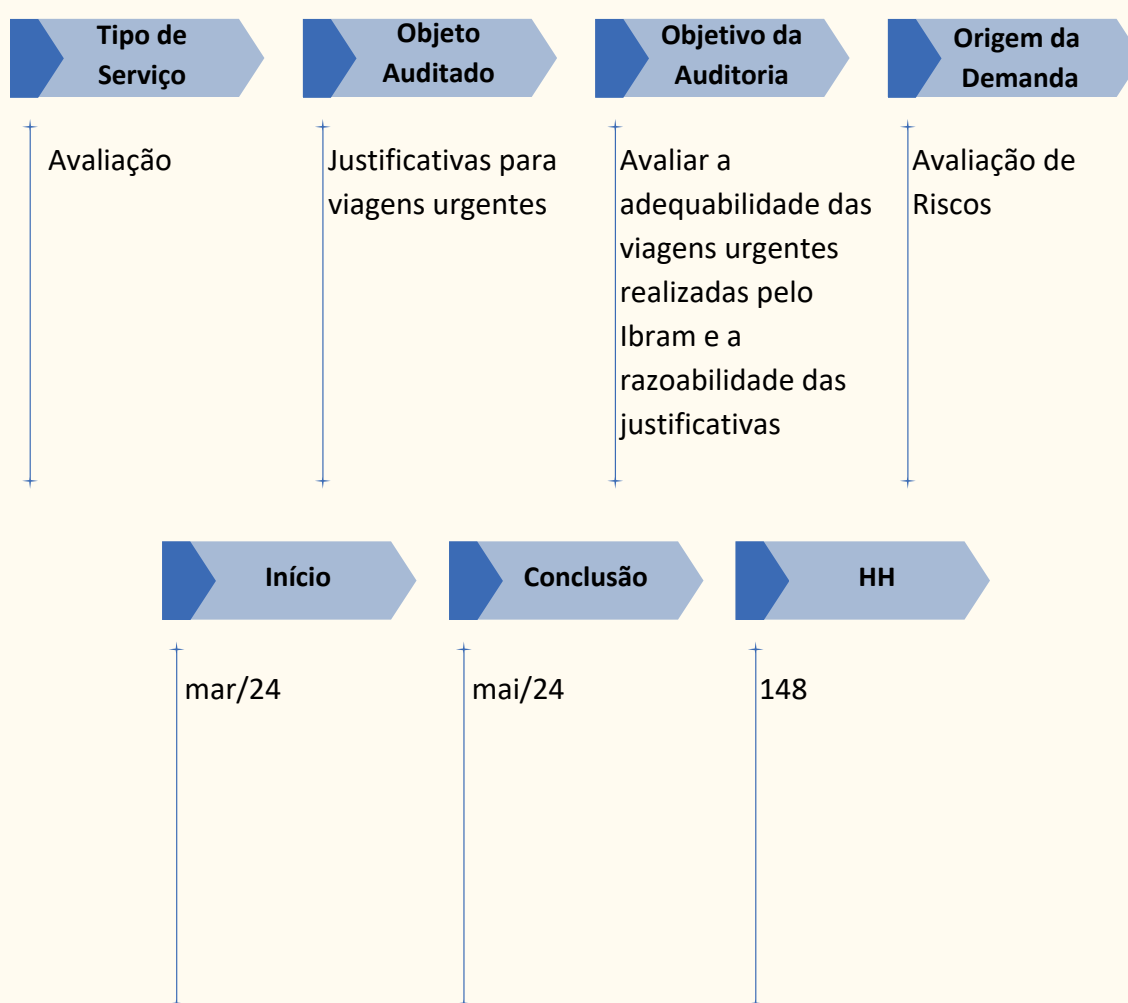 Tipo de
Serviço
Avaliação
Objeto
Auditado
Justificativas para
viagens urgentes
Objetivo da
Auditoria
Avaliar a
adequabilidade das
viagens urgentes
realizadas pelo
Ibram e a
razoabilidade das
justificativas
Origem da
Demanda
Avaliação de
Riscos
Início
mar/24
Conclusão
mai/24
HH
148